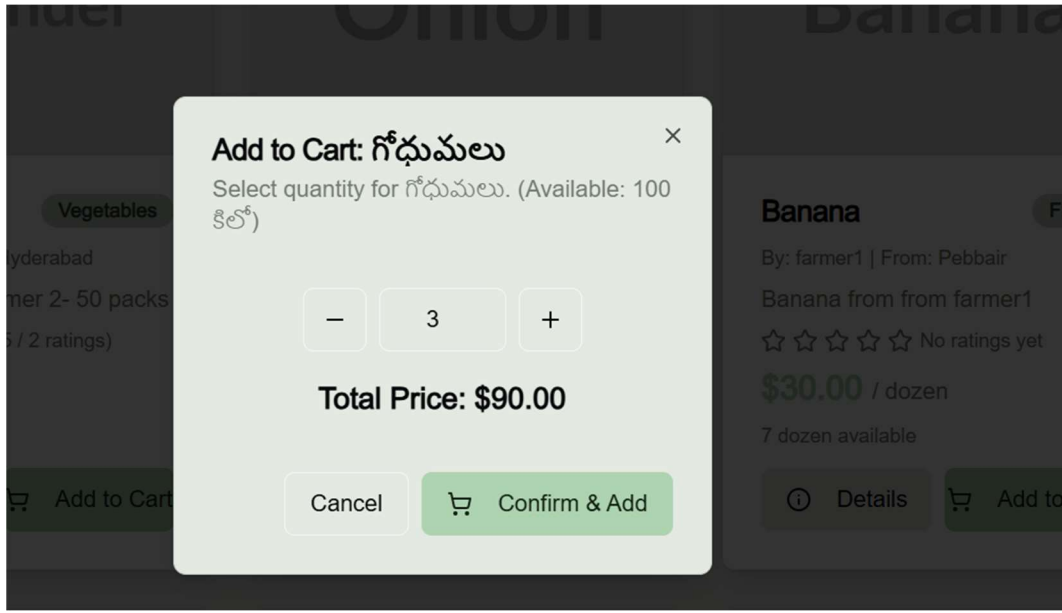 Onion
Banana
Add to Cart: గోధుమలు
Select quantity for గోధుమలు. (Available: 100
కిలో)
3
Total Price: $90.00
Cancel
Confirm & Add
Vegetables
2- 50 packs
/ 2 ratings)
Add to Cart
Banana
By: farmer1 | From: Pebbair
Banana from from farmer1
No ratings yet
$30.00 / dozen
7 dozen available
Details
Add to